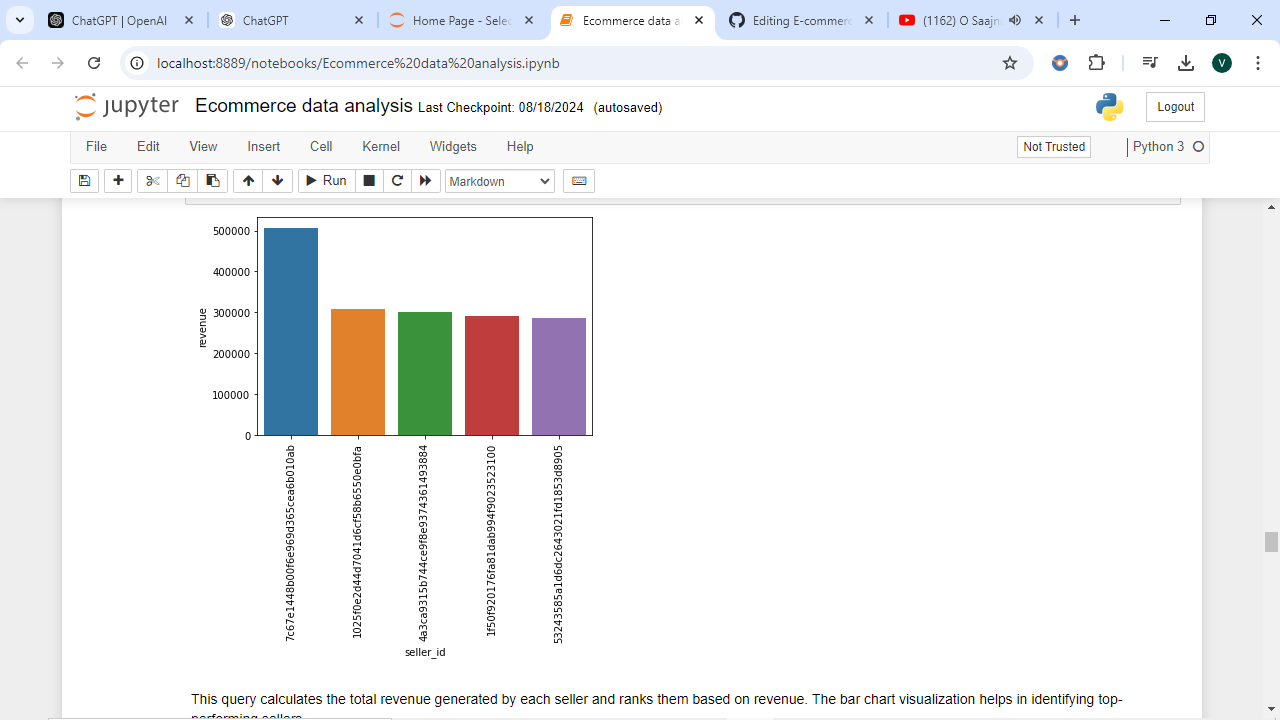 ChatGPT | OpenAI
ChatGPT
Home Page - Selec
Ecommerce data a
Editing E-commerc
(1162) O Saajn
localhost:8889/notebooks/Ecommerce%20data%20analysis.ipynb
V
jupyter Ecommerce data analysis Last Checkpoint: 08/18/2024 (autosaved)
Logout
File Edit View Insert Cell Kernel Widgets Help
Not Trusted
Python 3
Run
Markdown
500000
400000
300000
200000
100000
0
revenue
7c67e1448b00f6e969d365cea6b010ab
1025f0e2d44d7041d6cf58b6550e0bfa
4a3ca9315b744ce9f8e9374361493884
1f50f920176fa81dab994f9023523100
53243585a1d6dc2643021fd1853d8905
seller_id
This query calculates the total revenue generated by each seller and ranks them based on revenue. The bar chart visualization helps in identifying top-
performing sellers